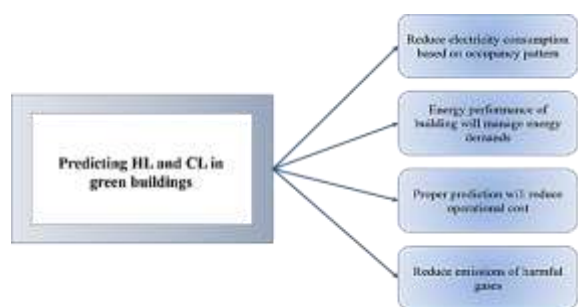 Predicting HL and CL in
green buildings
Reduce electricity consumption
based on occupancy pattern
Energy performance of
building will manage energy
demands
Proper prediction will reduce
operational cost
Reduce emissions of harmful
gases